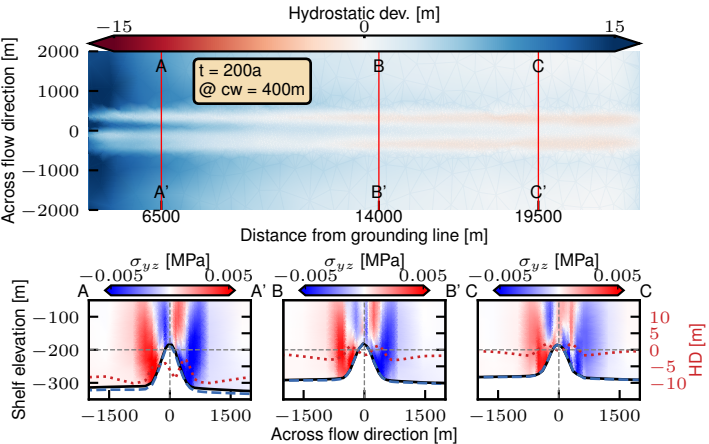 Hydrostatic dev. [m]
−15 0 15
Across flow direction [m]
2000
1000
0
−1000
−2000
A B C
t = 200a
@ cw = 400m
A' B' C'
6500 14000 19500
Distance from grounding line [m]
σyz [MPa] σyz [MPa] σyz [MPa]
−0.005 0.005 −0.005 0.005 −0.005 0.005
A A' B B' C C
Shelf elevation [m]
−100
−200
−300
10
5
0
−5
−10
HD [m]
−1500 0 1500 −1500 0 1500 −1500 0 1500
Across flow direction [m]